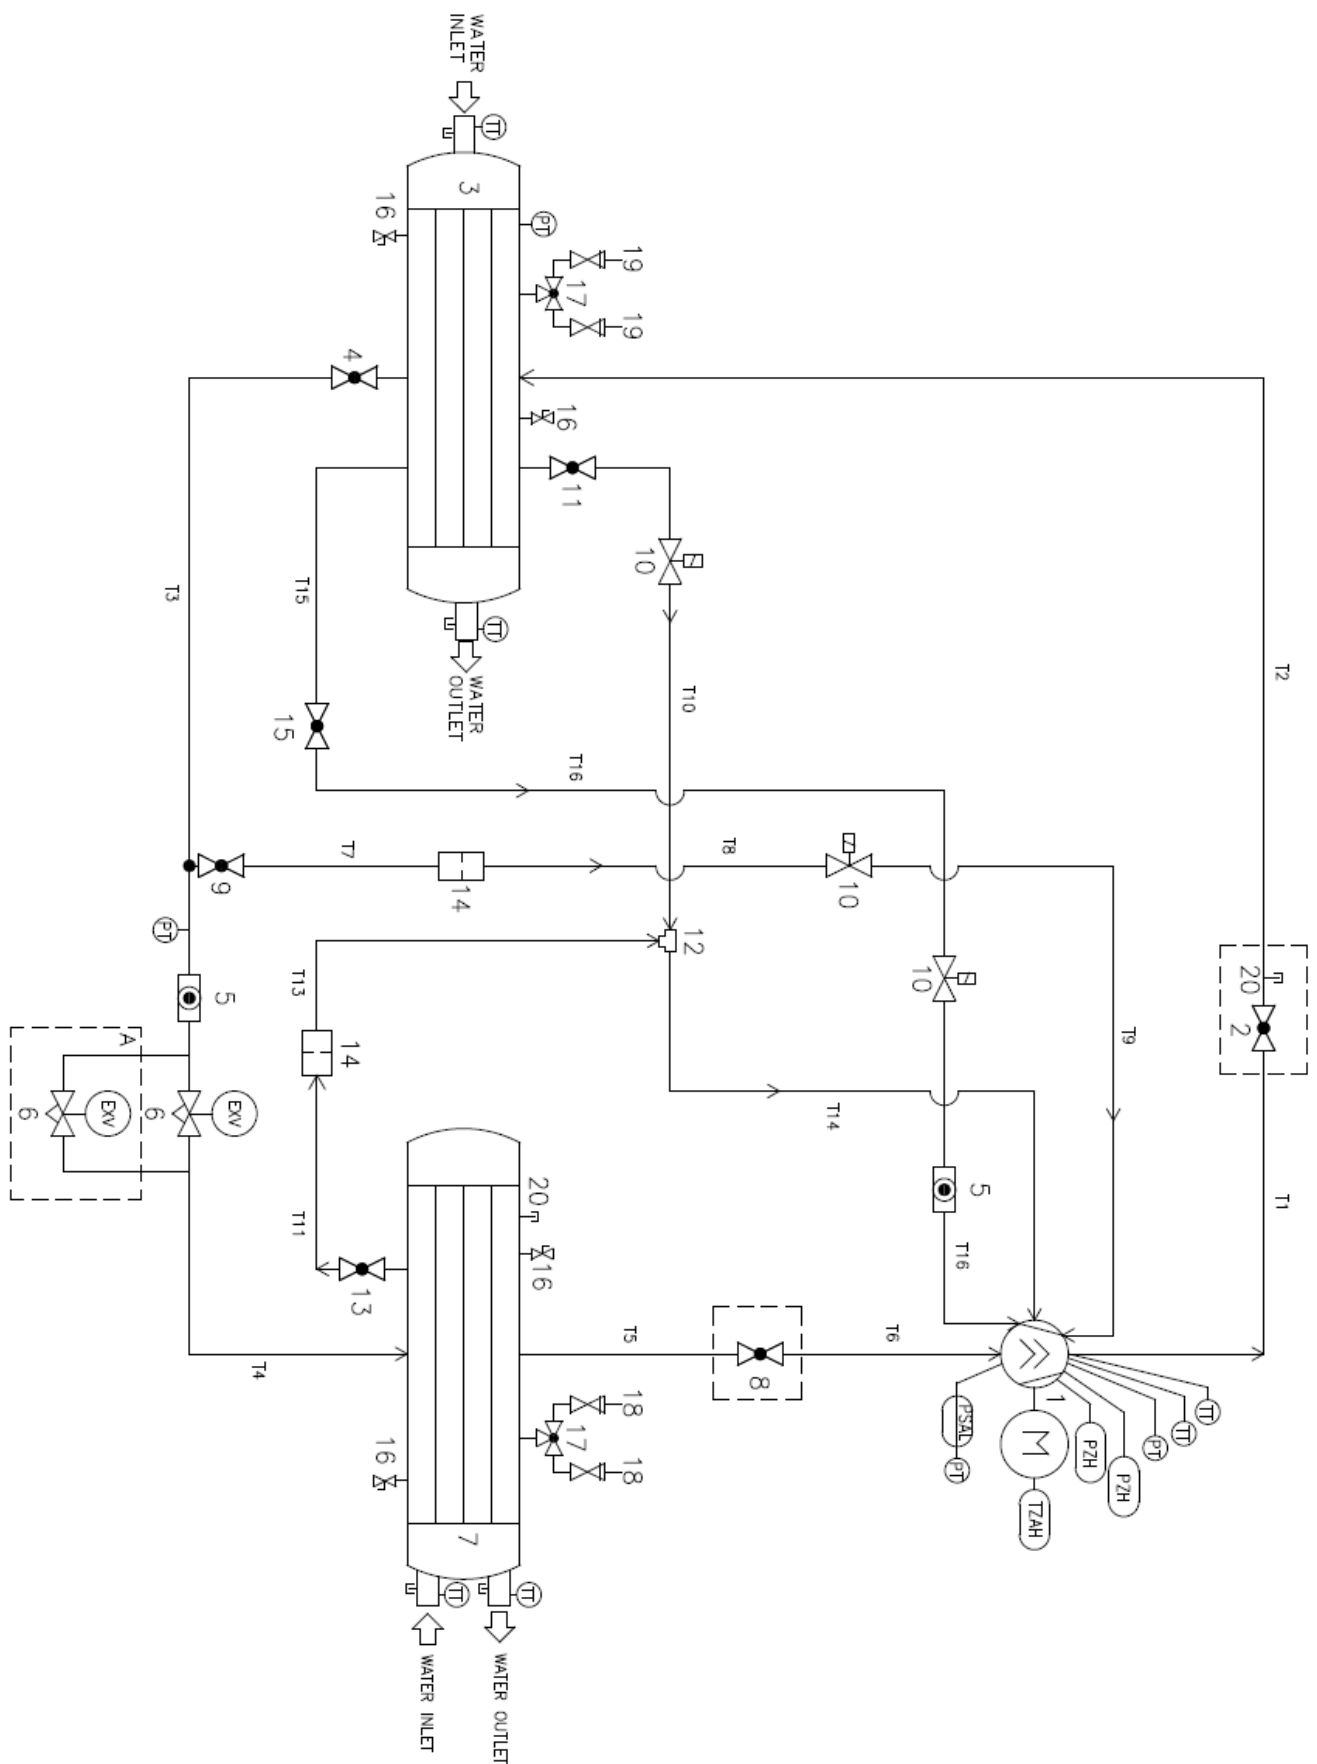 WATER
INLET
TT
3
16
PT
19
17
19
4
16
11
10
T3
T15
TT
WATER
OUTLET
T10
T2
15
T16
T7
T8
9
14
10
PT
12
10
20
2
T13
5
14
T9
A
EXV
6
EXV
6
T14
5
T1
20
16
T11
13
T16
T4
T5
T6
8
1
18
17
18
16
7
M
PSAL
PT
PZH
PZH
PT
TT
TT
TZAH
TT
TT
WATER INLET
WATER OUTLET